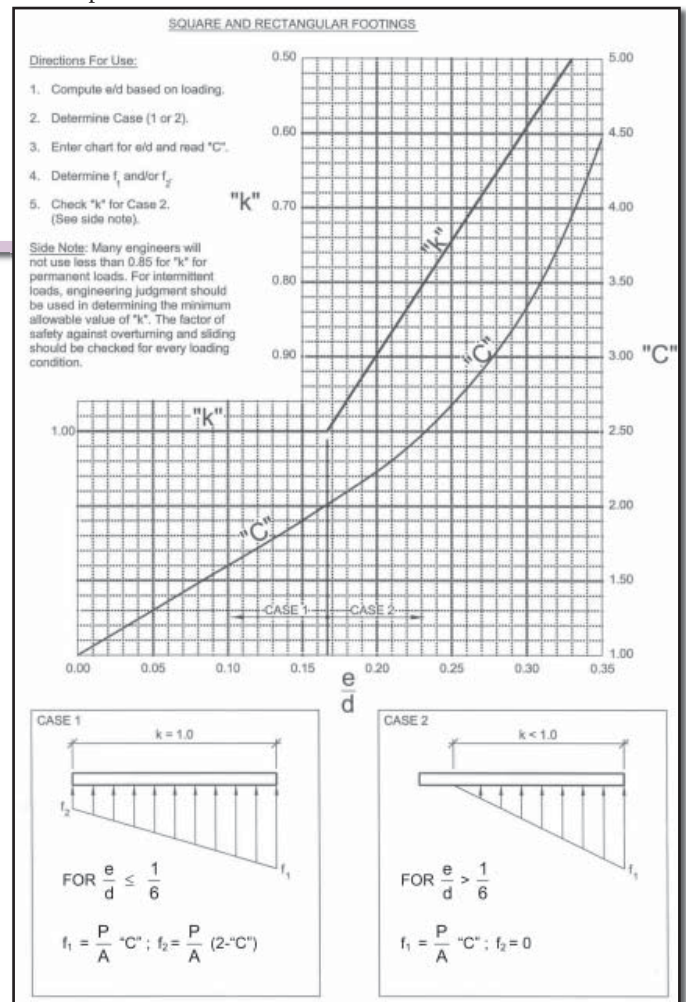 SQUARE AND RECTANGULAR FOOTINGS
Directions For Use:
1. Compute e/d based on loading.
2. Determine Case (1 or 2).
3. Enter chart for e/d and read "C".
4. Determine f1 and/or f2.
5. Check "k" for Case 2.
(See side note).
Side Note: Many engineers will
not use less than 0.85 for "k" for
permanent loads. For intermittent
loads, engineering judgment should
be used in determining the minimum
allowable value of "k". The factor of
safety against overturning and sliding
should be checked for every loading
condition.
"k"
0.50
0.60
0.70
0.80
0.90
1.00
5.00
4.50
4.00
3.50
3.00 "C"
2.50
2.00
1.50
1.00
"k"
"C"
"k"
"C"
CASE 1 CASE 2
0.00 0.05 0.10 0.15 0.20 0.25 0.30 0.35
e
d
CASE 1
k = 1.0
f2
f1
FOR e/d ≤ 1/6
f1 = P/A "C" ; f2 = P/A (2-"C")
CASE 2
k < 1.0
f1
FOR e/d > 1/6
f1 = P/A "C" ; f2 = 0